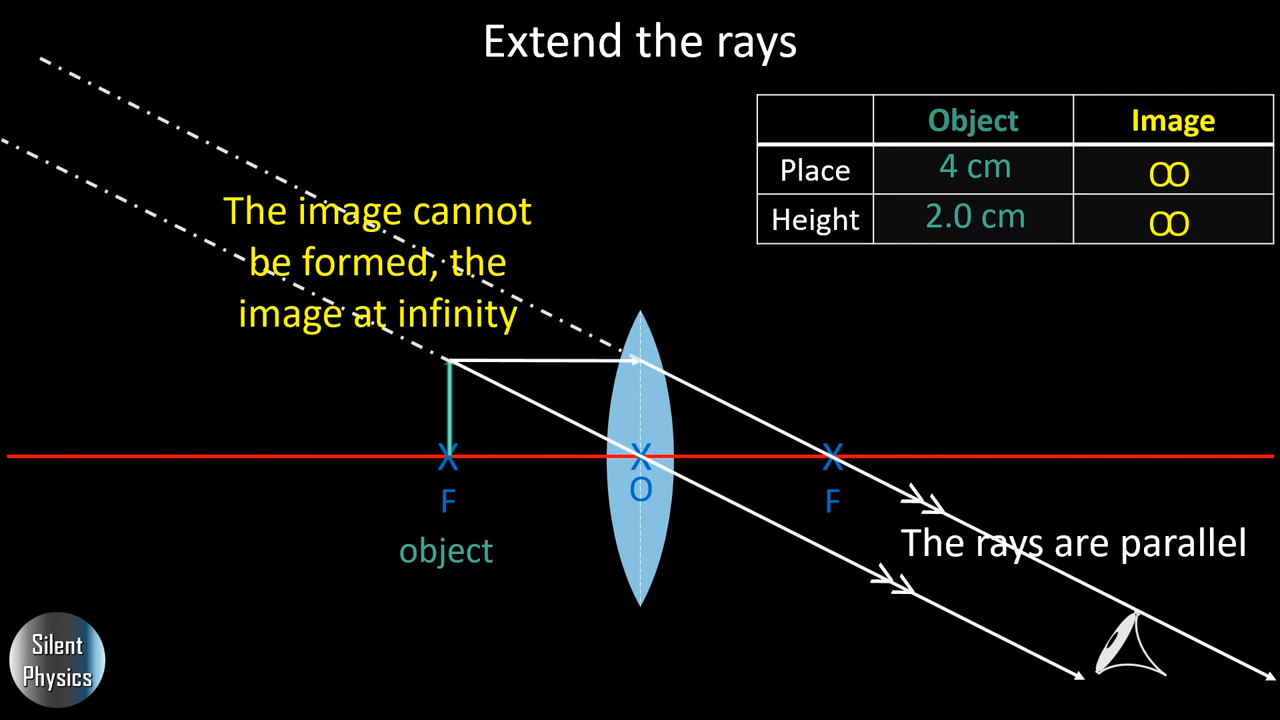 Extend the rays
Object Image
Place 4 cm ∞
Height 2.0 cm ∞
The image cannot
be formed, the
image at infinity
X X X
F O F
object
The rays are parallel
Silent
Physics